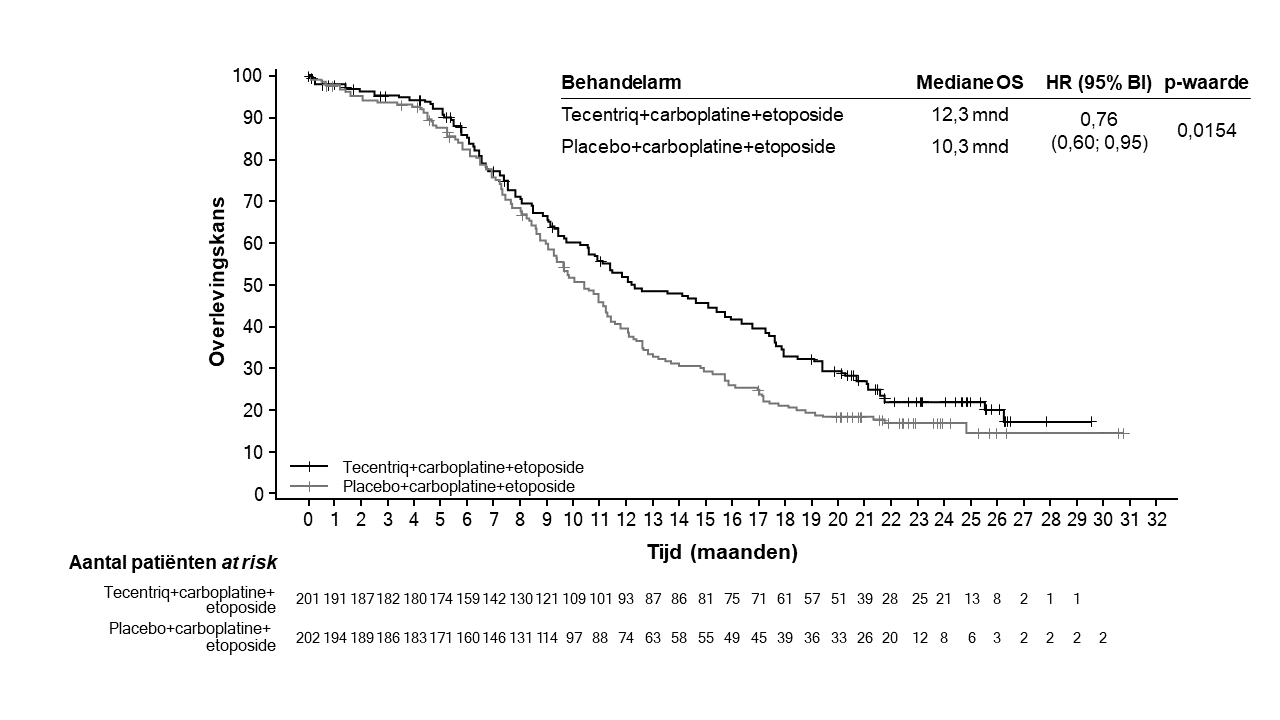 Behandelarm Mediane OS HR (95% BI) p-waarde
Tecentriq+carboplatine+etoposide 12,3 mnd 0,76
Placebo+carboplatine+etoposide 10,3 mnd (0,60; 0,95) 0,0154
Overlevingskans
100
90
80
70
60
50
40
30
20
10
0
Tecentriq+carboplatine+etoposide
Placebo+carboplatine+etoposide
0 1 2 3 4 5 6 7 8 9 10 11 12 13 14 15 16 17 18 19 20 21 22 23 24 25 26 27 28 29 30 31 32
Tijd (maanden)
Aantal patiënten at risk
Tecentriq+carboplatine+
etoposide
201 191 187 182 180 174 159 142 130 121 109 101 93 87 86 81 75 71 61 57 51 39 28 25 21 13 8 2 1 1
Placebo+carboplatine+
etoposide
202 194 189 186 183 171 160 146 131 114 97 88 74 63 58 55 49 45 39 36 33 26 20 12 8 6 3 2 2 2 2